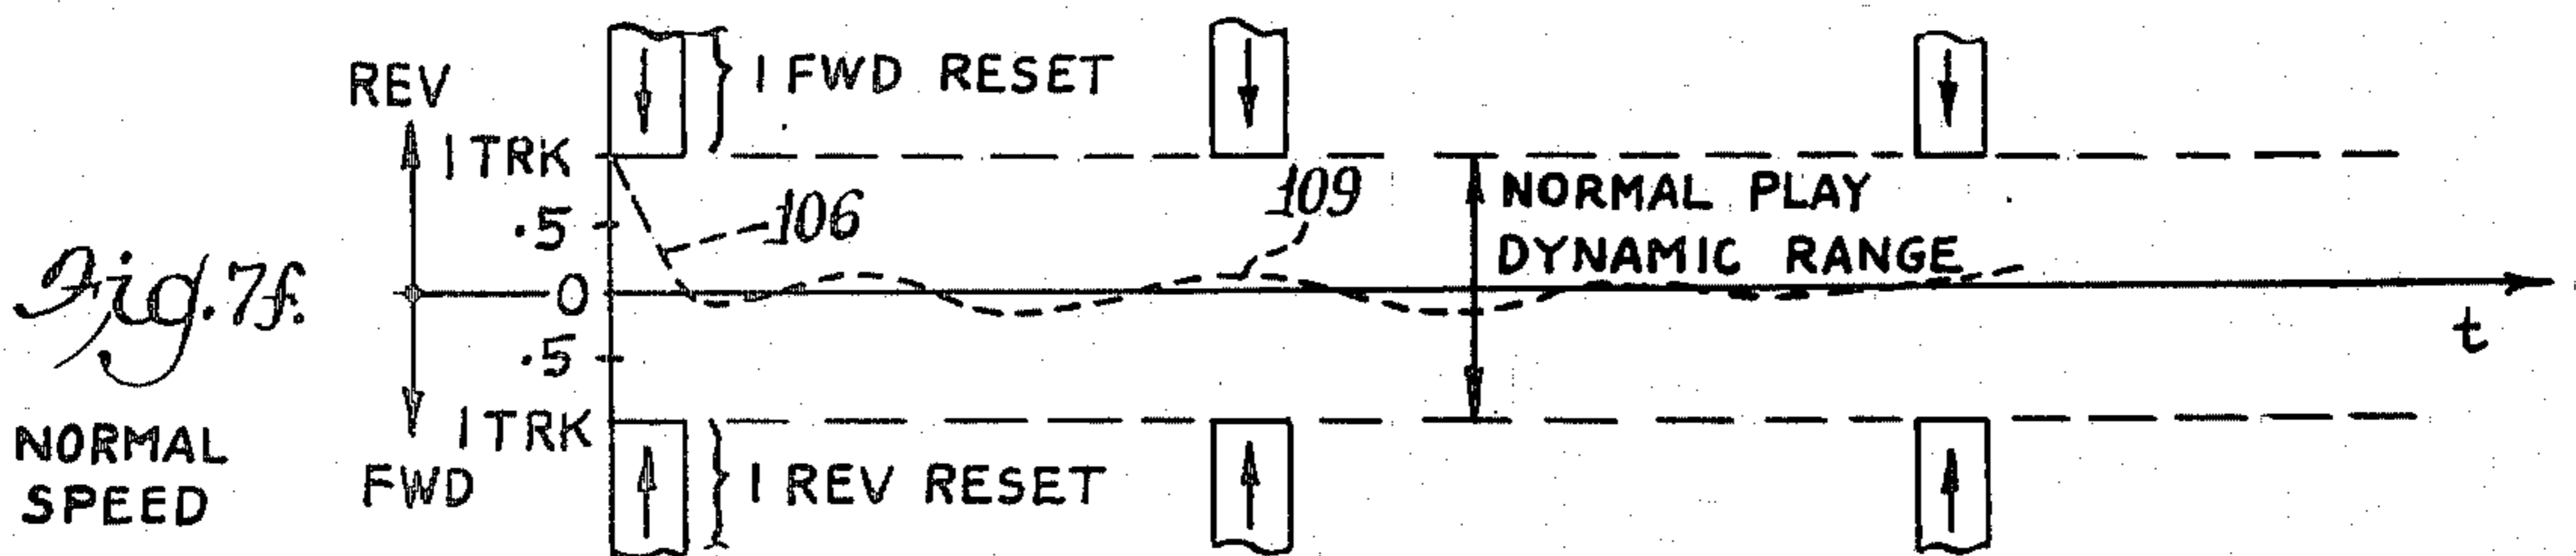 REV
1 FWD RESET
1 TRK
.5
106
109
NORMAL PLAY
DYNAMIC RANGE
Fig. 7f.
0
t
.5
1 TRK
NORMAL
SPEED
FWD
1 REV RESET